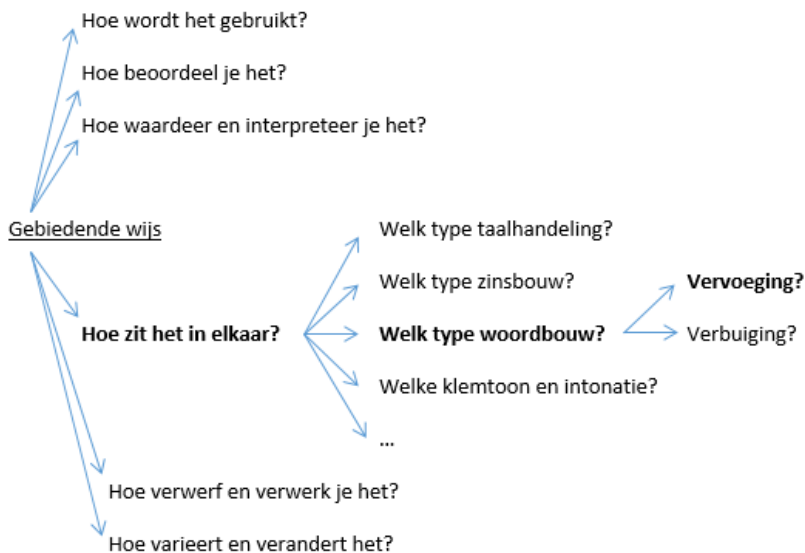 Hoe wordt het gebruikt?
Hoe beoordeel je het?
Hoe waardeer en interpreteer je het?
Gebiedende wijs
Welk type taalhandeling?
Welk type zinsbouw?
Vervoeging?
Hoe zit het in elkaar?
Welk type woordbouw?
Verbuiging?
Welke klemtoon en intonatie?
...
Hoe verwerf en verwerk je het?
Hoe varieert en verandert het?